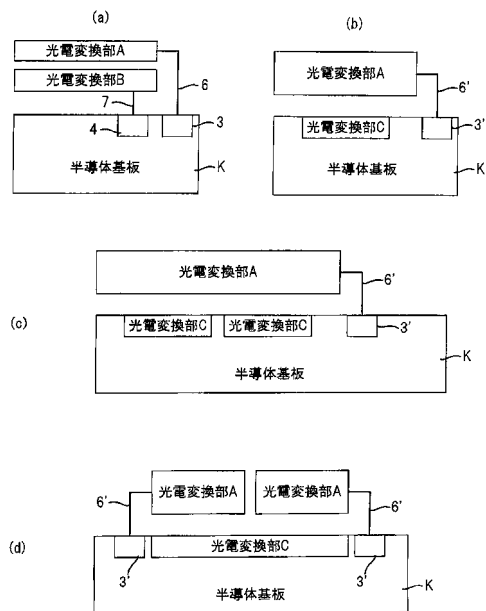 (a)
光電変換部A
光電変換部B
7
6
4
3
半導体基板
K
(b)
光電変換部A
6'
光電変換部C
3'
半導体基板
K
(c)
光電変換部A
6'
光電変換部C
光電変換部C
3'
半導体基板
K
(d)
6'
光電変換部A
光電変換部A
6'
光電変換部C
3'
3'
半導体基板
K